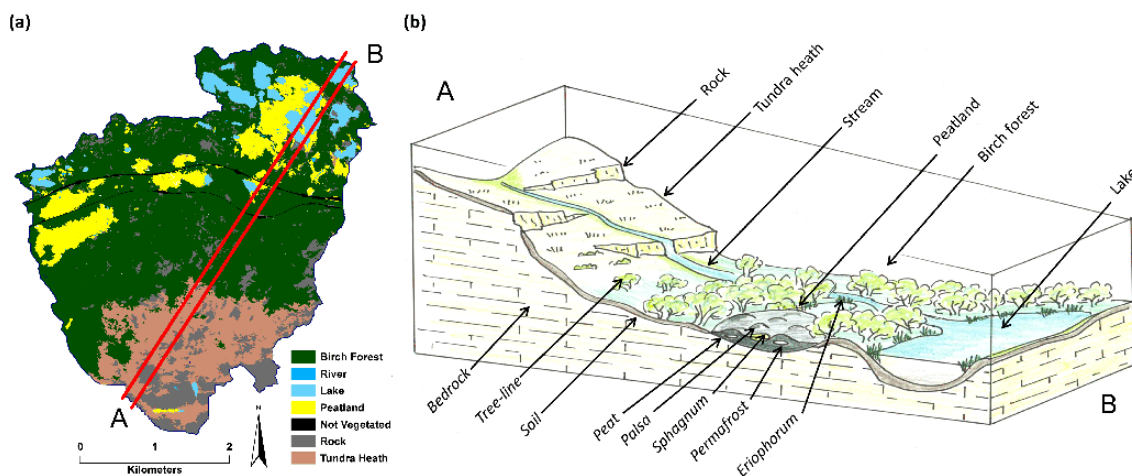 (a)
B
A
Birch Forest
River
Lake
Peatland
Not Vegetated
Rock
Tundra Heath
N
0 1 2
Kilometers
(b)
A
Rock
Tundra heath
Stream
Peatland
Birch forest
Lake
Bedrock
Tree-line
Soil
Peat
Palsa
Sphagnum
Permafrost
Eriophorum
B